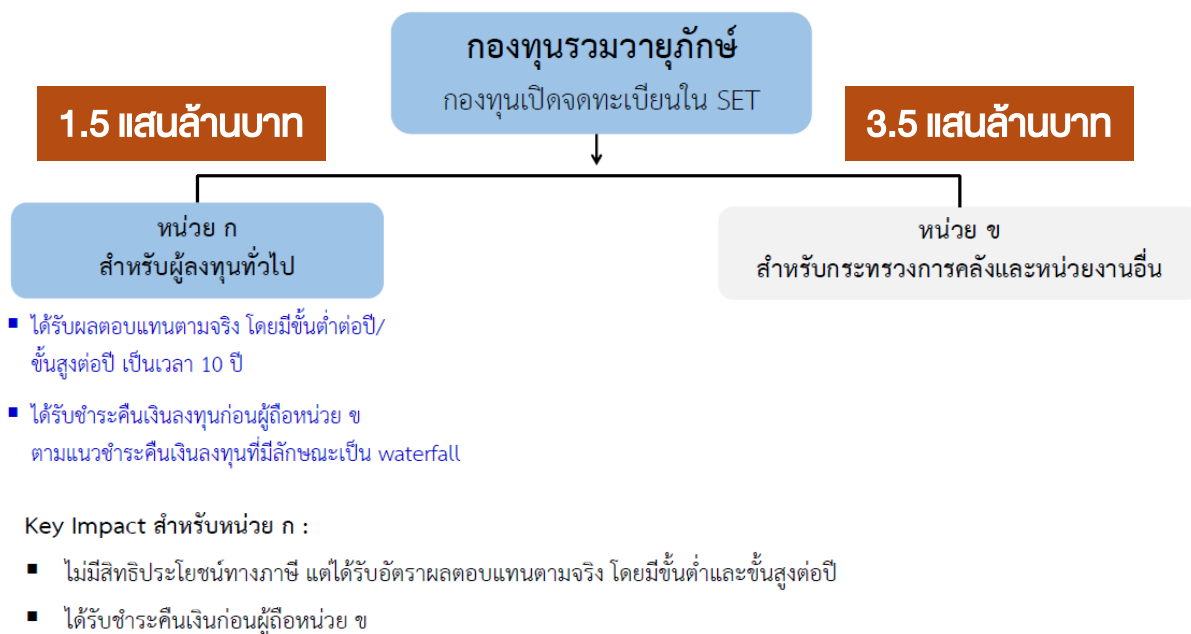 กองทุนรวมวายุภักษ์
กองทุนเปิดจดทะเบียนใน SET
1.5 แสนล้านบาท
3.5 แสนล้านบาท
หน่วย ก
สำหรับผู้ลงทุนทั่วไป
หน่วย ข
สำหรับกระทรวงการคลังและหน่วยงานอื่น
▪ ได้รับผลตอบแทนตามจริง โดยมีขั้นต่ำต่อปี/
ขั้นสูงต่อปี เป็นเวลา 10 ปี
▪ ได้รับชำระคืนเงินลงทุนก่อนผู้ถือหน่วย ข
ตามแนวชำระคืนเงินลงทุนที่มีลักษณะเป็น waterfall
Key Impact สำหรับหน่วย ก :
▪ ไม่มีสิทธิประโยชน์ทางภาษี แต่ได้รับอัตราผลตอบแทนตามจริง โดยมีขั้นต่ำและขั้นสูงต่อปี
▪ ได้รับชำระคืนเงินก่อนผู้ถือหน่วย ข